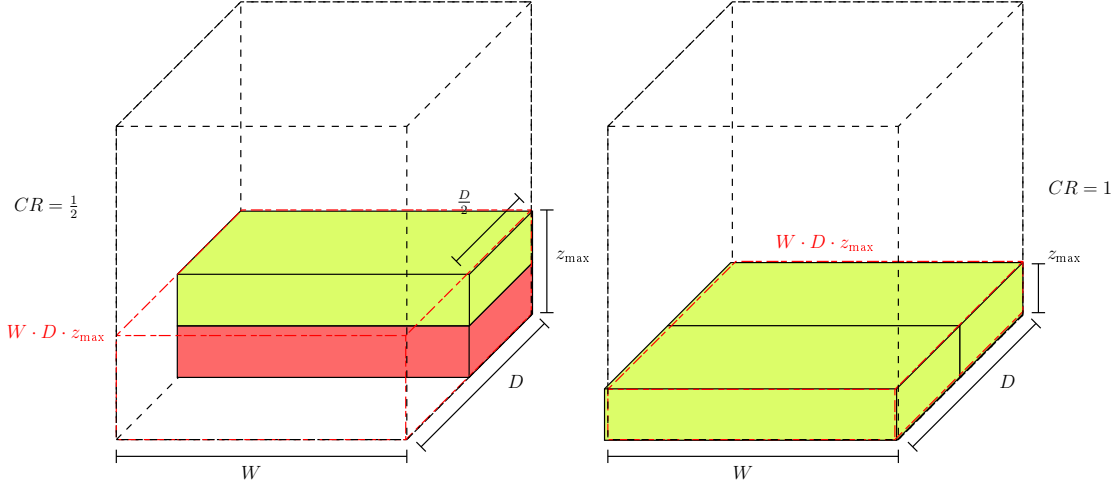 CR = 1/2
D/2
z_max
W · D · z_max
D
W
CR = 1
W · D · z_max
z_max
D
W